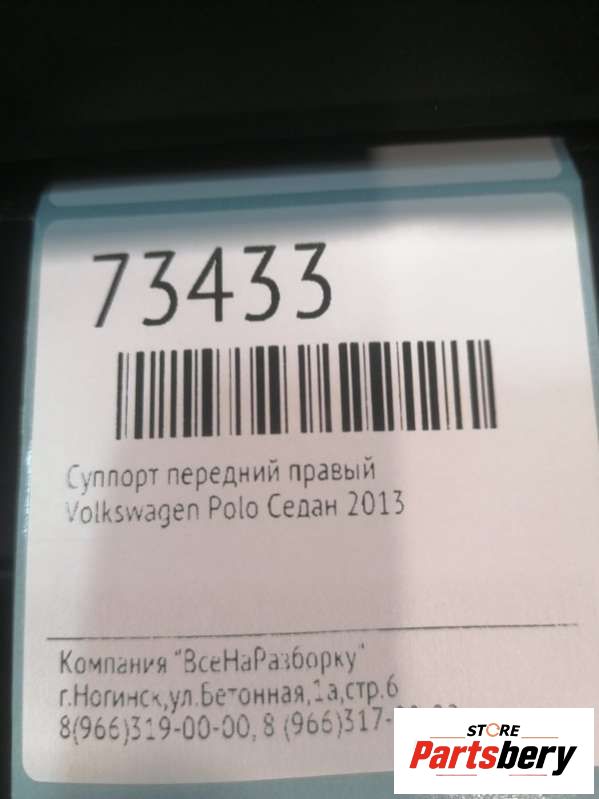 73433
Суппорт передний правый
Volkswagen Polo Седан 2013
Компания "ВсеНаРазборку"
г.Ногинск,ул.Бетонная,1а,стр.6
8(966)319-00-00, 8 (966)317-
STORE
Partsbery